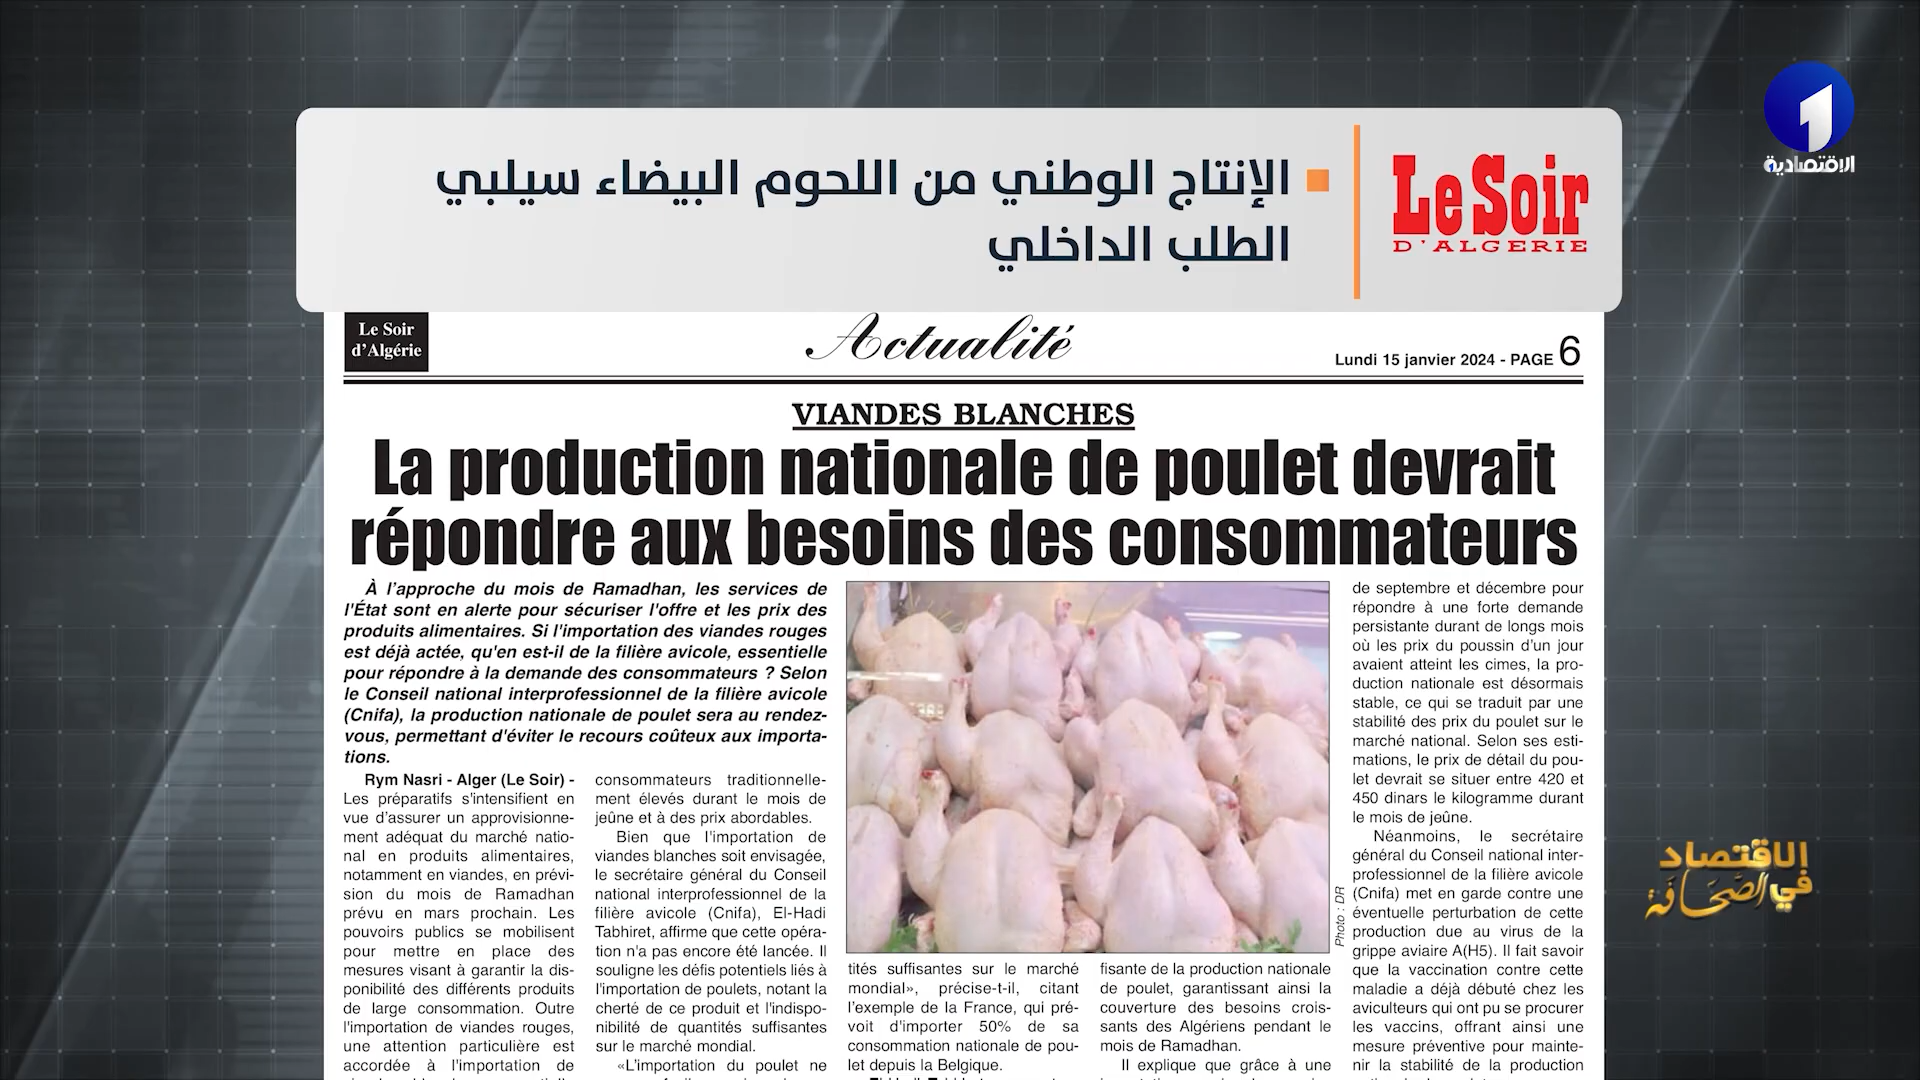 الاقتصادية
الإنتاج الوطني من اللحوم البيضاء سيلبي
الطلب الداخلي
Le Soir
D'ALGERIE
Le Soir
d'Algérie
Actualité
Lundi 15 janvier 2024 - PAGE 6
VIANDES BLANCHES
La production nationale de poulet devrait
répondre aux besoins des consommateurs
À l'approche du mois de Ramadhan, les services de
l'État sont en alerte pour sécuriser l'offre et les prix des
produits alimentaires. Si l'importation des viandes rouges
est déjà actée, qu'en est-il de la filière avicole, essentielle
pour répondre à la demande des consommateurs ? Selon
le Conseil national interprofessionnel de la filière avicole
(Cnifa), la production nationale de poulet sera au rendez-
vous, permettant d'éviter le recours coûteux aux importa-
tions.
Rym Nasri - Alger (Le Soir) -
Les préparatifs s'intensifient en
vue d'assurer un approvisionne-
ment adéquat du marché natio-
nal en produits alimentaires,
notamment en viandes, en prévi-
sion du mois de Ramadhan
prévu en mars prochain. Les
pouvoirs publics se mobilisent
pour mettre en place des
mesures visant à garantir la dis-
ponibilité des différents produits
de large consommation. Outre
l'importation de viandes rouges,
une attention particulière est
accordée à l'importation de
consommateurs traditionnelle-
ment élevés durant le mois de
jeûne et à des prix abordables.
Bien que l'importation de
viandes blanches soit envisagée,
le secrétaire général du Conseil
national interprofessionnel de la
filière avicole (Cnifa), El-Hadi
Tabhiret, affirme que cette opéra-
tion n'a pas encore été lancée. Il
souligne les défis potentiels liés à
l'importation de poulets, notant la
cherté de ce produit et l'indispo-
nibilité de quantités suffisantes
sur le marché mondial.
«L'importation du poulet ne
Photo : DR
tités suffisantes sur le marché
mondial», précise-t-il, citant
l'exemple de la France, qui pré-
voit d'importer 50% de sa
consommation nationale de pou-
let depuis la Belgique.
fisante de la production nationale
de poulet, garantissant ainsi la
couverture des besoins crois-
sants des Algériens pendant le
mois de Ramadhan.
Il explique que grâce à une
de septembre et décembre pour
répondre à une forte demande
persistante durant de longs mois
où les prix du poussin d'un jour
avaient atteint les cimes, la pro-
duction nationale est désormais
stable, ce qui se traduit par une
stabilité des prix du poulet sur le
marché national. Selon ses esti-
mations, le prix de détail du pou-
let devrait se situer entre 420 et
450 dinars le kilogramme durant
le mois de jeûne.
Néanmoins, le secrétaire
général du Conseil national inter-
professionnel de la filière avicole
(Cnifa) met en garde contre une
éventuelle perturbation de cette
production due au virus de la
grippe aviaire A(H5). Il fait savoir
que la vaccination contre cette
maladie a déjà débuté chez les
aviculteurs qui ont pu se procurer
les vaccins, offrant ainsi une
mesure préventive pour mainte-
nir la stabilité de la production
الاقتصاد
في الصحافة